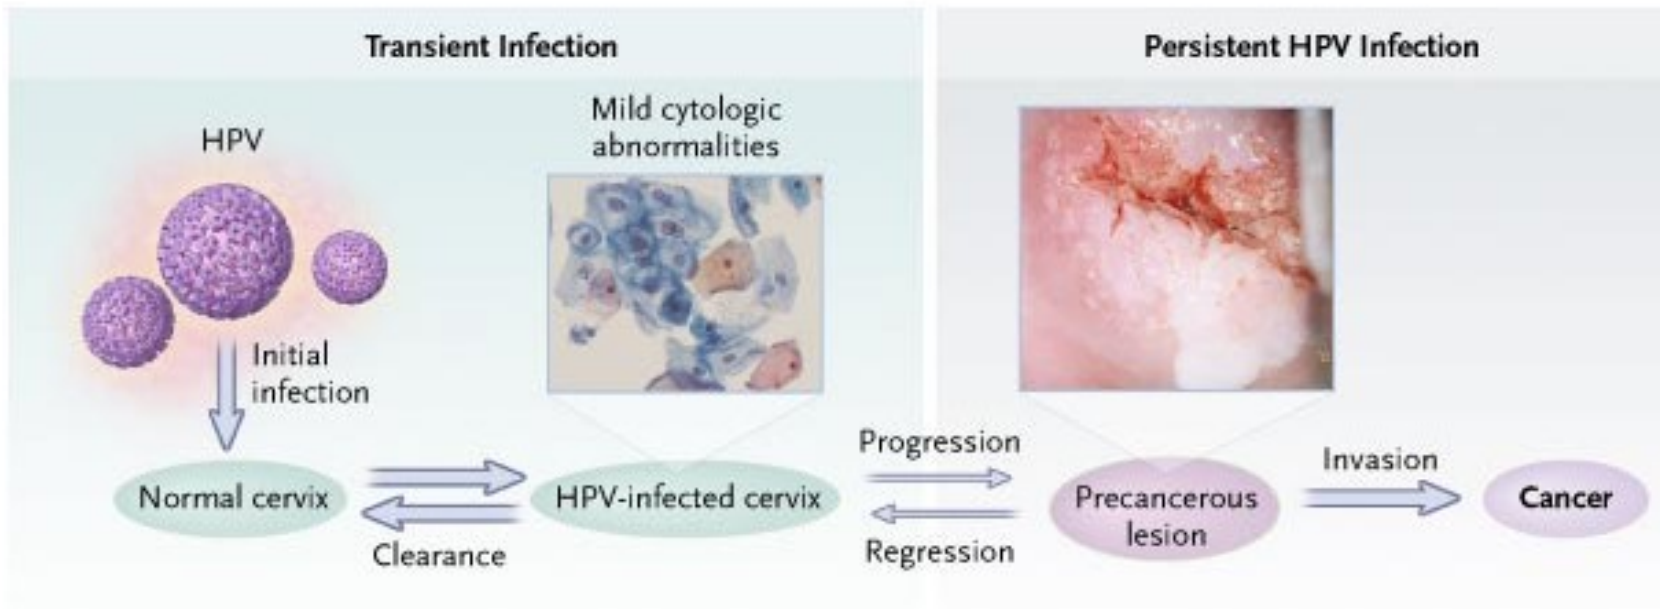 Transient Infection
Persistent HPV Infection
HPV
Mild cytologic
abnormalities
Initial
infection
Normal cervix
Clearance
HPV-infected cervix
Progression
Regression
Precancerous
lesion
Invasion
Cancer